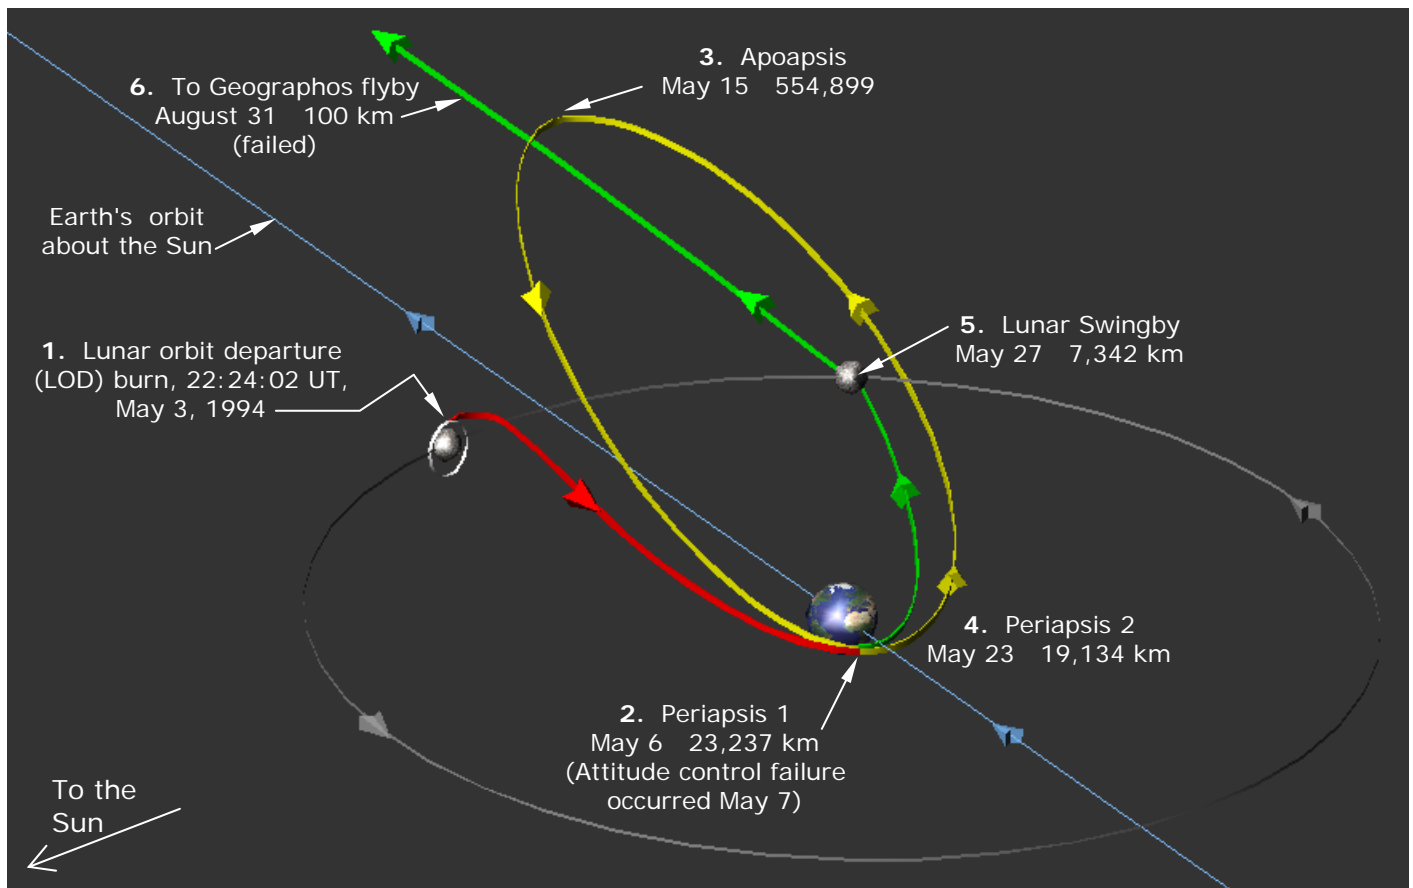 3. Apoapsis
May 15 554,899
6. To Geographos flyby
August 31 100 km
(failed)
Earth's orbit
about the Sun
1. Lunar orbit departure
(LOD) burn, 22:24:02 UT,
May 3, 1994
5. Lunar Swingby
May 27 7,342 km
4. Periapsis 2
May 23 19,134 km
2. Periapsis 1
May 6 23,237 km
(Attitude control failure
occurred May 7)
To the
Sun